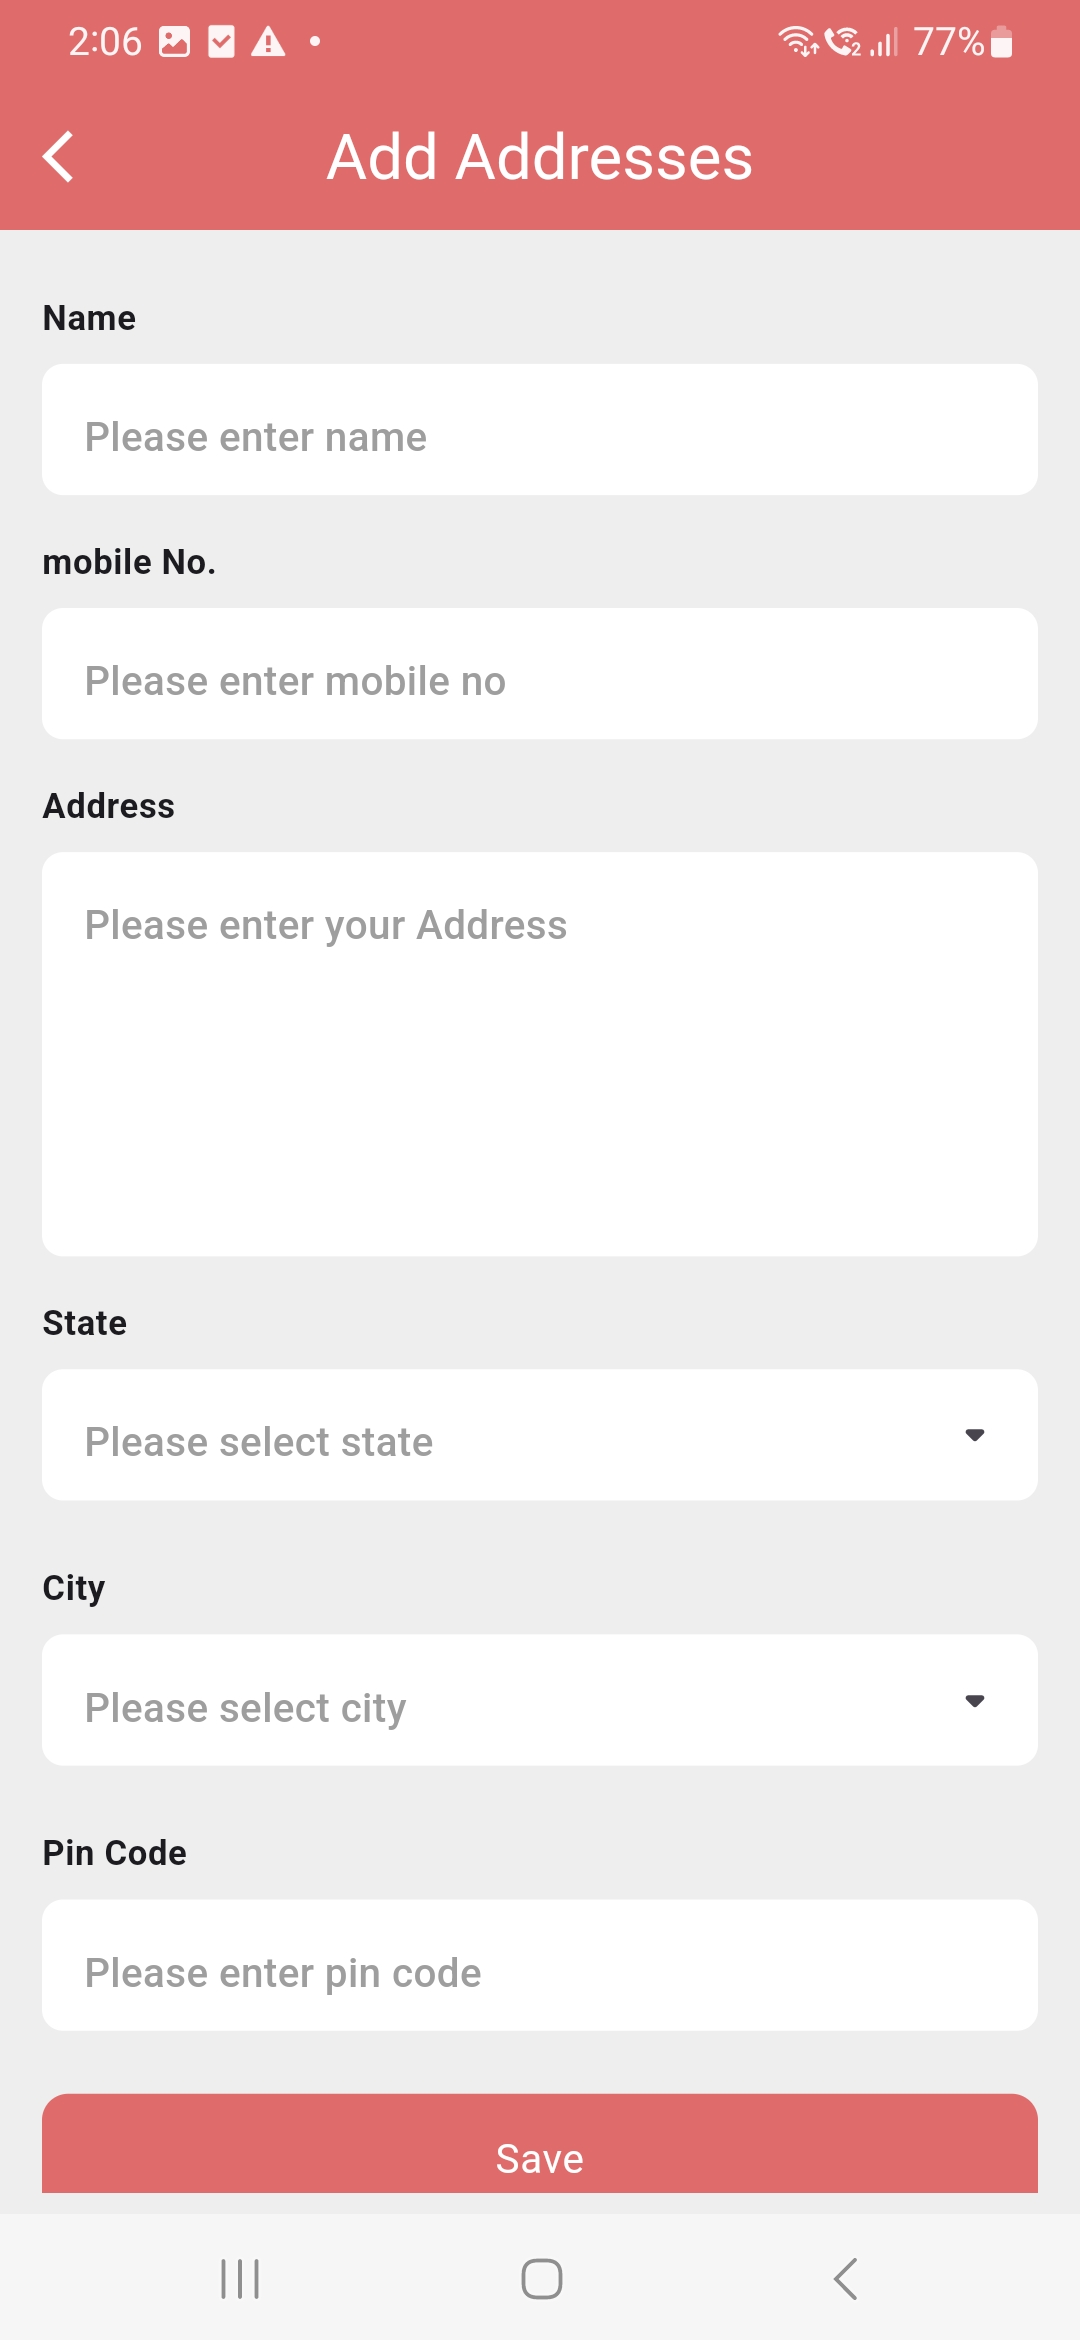 2:06
77%
Add Addresses
Name
Please enter name
mobile No.
Please enter mobile no
Address
Please enter your Address
State
Please select state
City
Please select city
Pin Code
Please enter pin code
Save